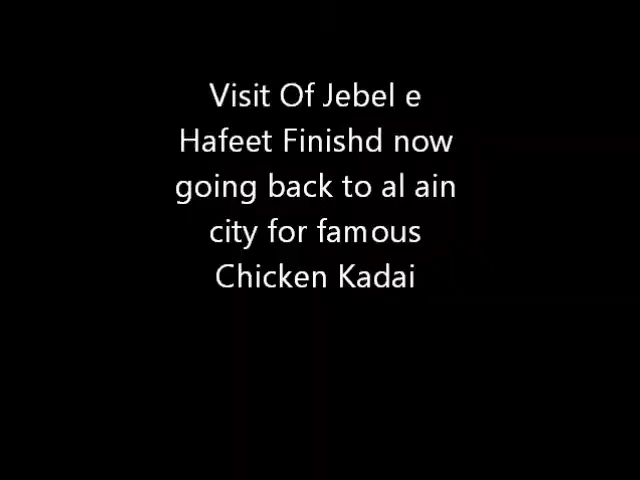 Visit Of Jebel e
Hafeet Finishd now
going back to al ain
city for famous
Chicken Kadai